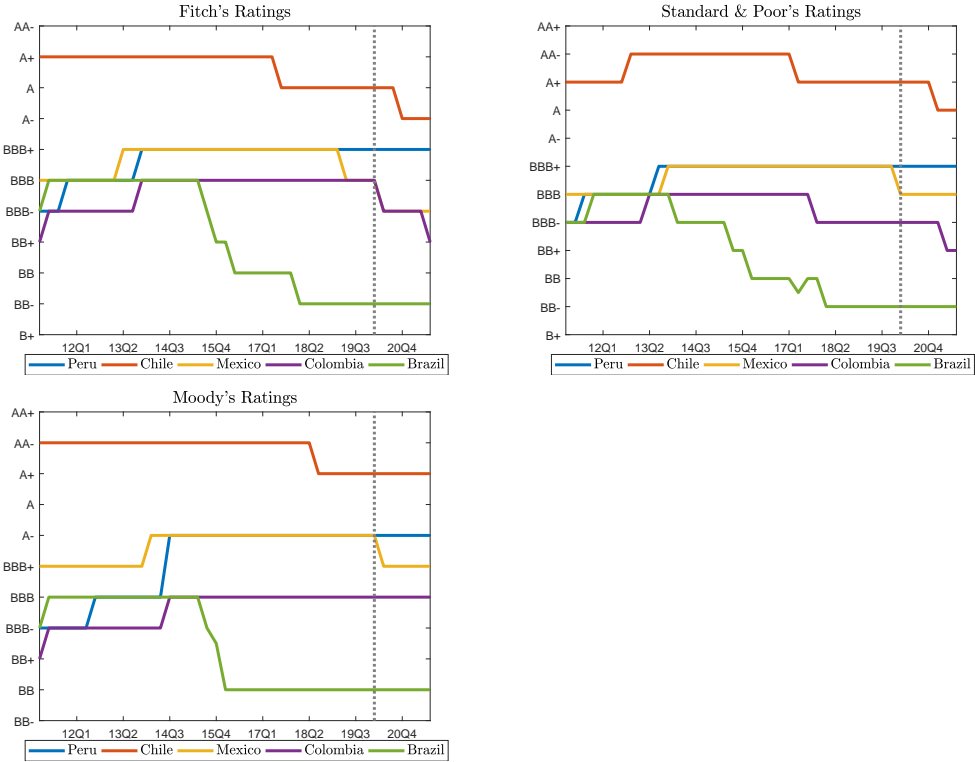 Fitch's Ratings
AA-
A+
A
A-
BBB+
BBB
BBB-
BB+
BB
BB-
B+
12Q1 13Q2 14Q3 15Q4 17Q1 18Q2 19Q3 20Q4
Peru Chile Mexico Colombia Brazil
Standard & Poor's Ratings
AA+
AA-
A+
A
A-
BBB+
BBB
BBB-
BB+
BB
BB-
B+
12Q1 13Q2 14Q3 15Q4 17Q1 18Q2 19Q3 20Q4
Peru Chile Mexico Colombia Brazil
Moody's Ratings
AA+
AA-
A+
A
A-
BBB+
BBB
BBB-
BB+
BB
BB-
12Q1 13Q2 14Q3 15Q4 17Q1 18Q2 19Q3 20Q4
Peru Chile Mexico Colombia Brazil